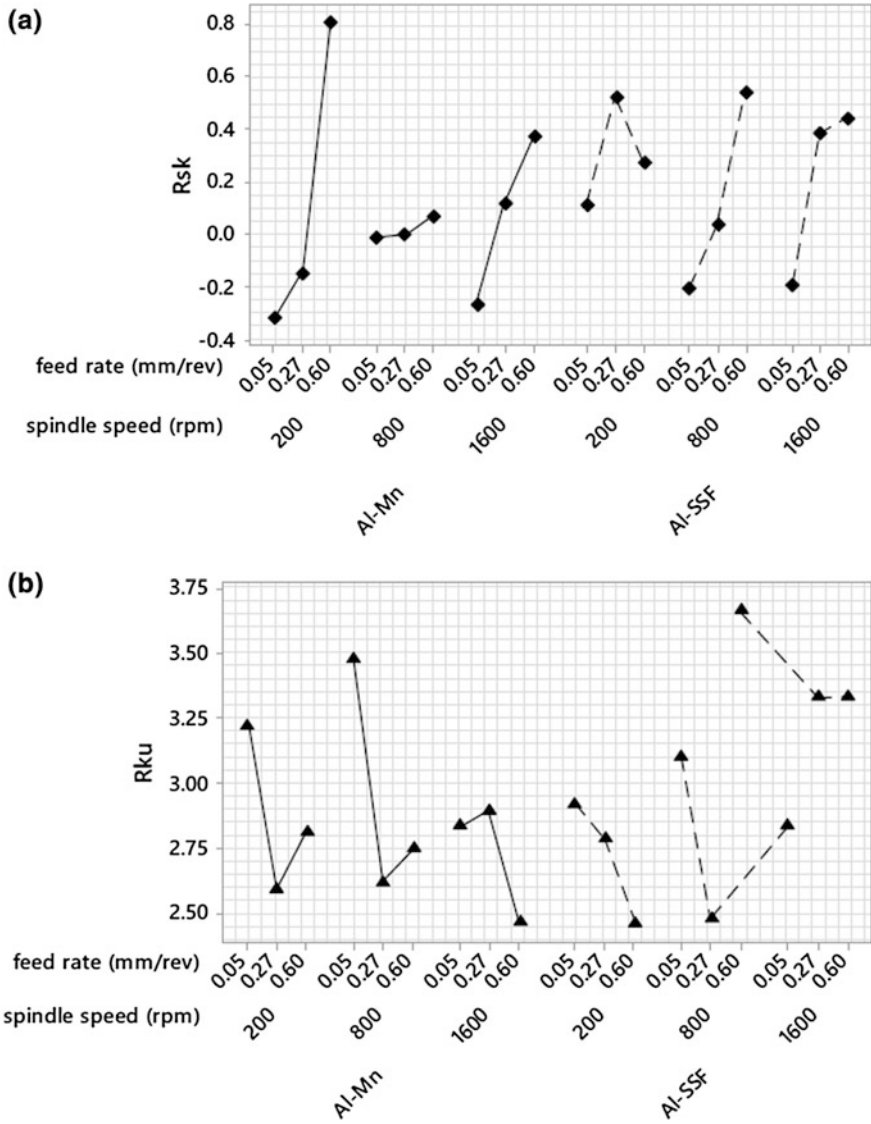 (a)
Rsk
0.8
0.6
0.4
0.2
0.0
-0.2
-0.4
feed rate (mm/rev) 0.05 0.27 0.60 0.05 0.27 0.60 0.05 0.27 0.60 0.05 0.27 0.60 0.05 0.27 0.60 0.05 0.27 0.60
spindle speed (rpm) 200 800 1600 200 800 1600
Al-Mn Al-SSF
(b)
Rku
3.75
3.50
3.25
3.00
2.75
2.50
feed rate (mm/rev) 0.05 0.27 0.60 0.05 0.27 0.60 0.05 0.27 0.60 0.05 0.27 0.60 0.05 0.27 0.60 0.05 0.27 0.60
spindle speed (rpm) 200 800 1600 200 800 1600
Al-Mn Al-SSF